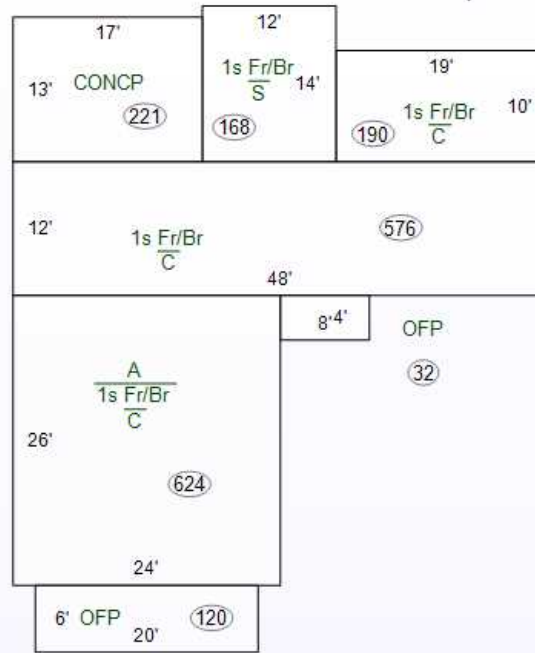 17'
13' CONCP
221
12'
1s Fr/Br
S
14'
168
19'
1s Fr/Br
C
10'
190
12'
1s Fr/Br
C
576
48'
8' 4'
OFP
32
A
1s Fr/Br
C
26'
624
24'
6' OFP 120
20'